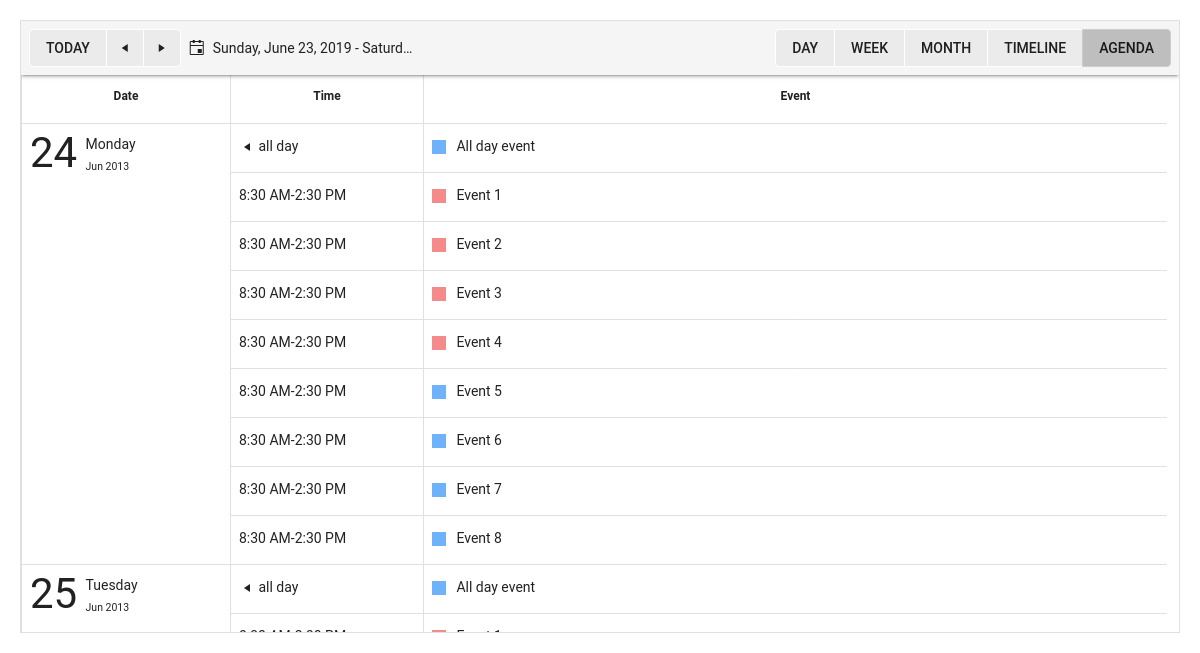 TODAY Sunday, June 23, 2019 - Saturd... DAY WEEK MONTH TIMELINE AGENDA
Date Time Event
24 Monday
Jun 2013
all day All day event
8:30 AM-2:30 PM Event 1
8:30 AM-2:30 PM Event 2
8:30 AM-2:30 PM Event 3
8:30 AM-2:30 PM Event 4
8:30 AM-2:30 PM Event 5
8:30 AM-2:30 PM Event 6
8:30 AM-2:30 PM Event 7
8:30 AM-2:30 PM Event 8
25 Tuesday
Jun 2013
all day All day event